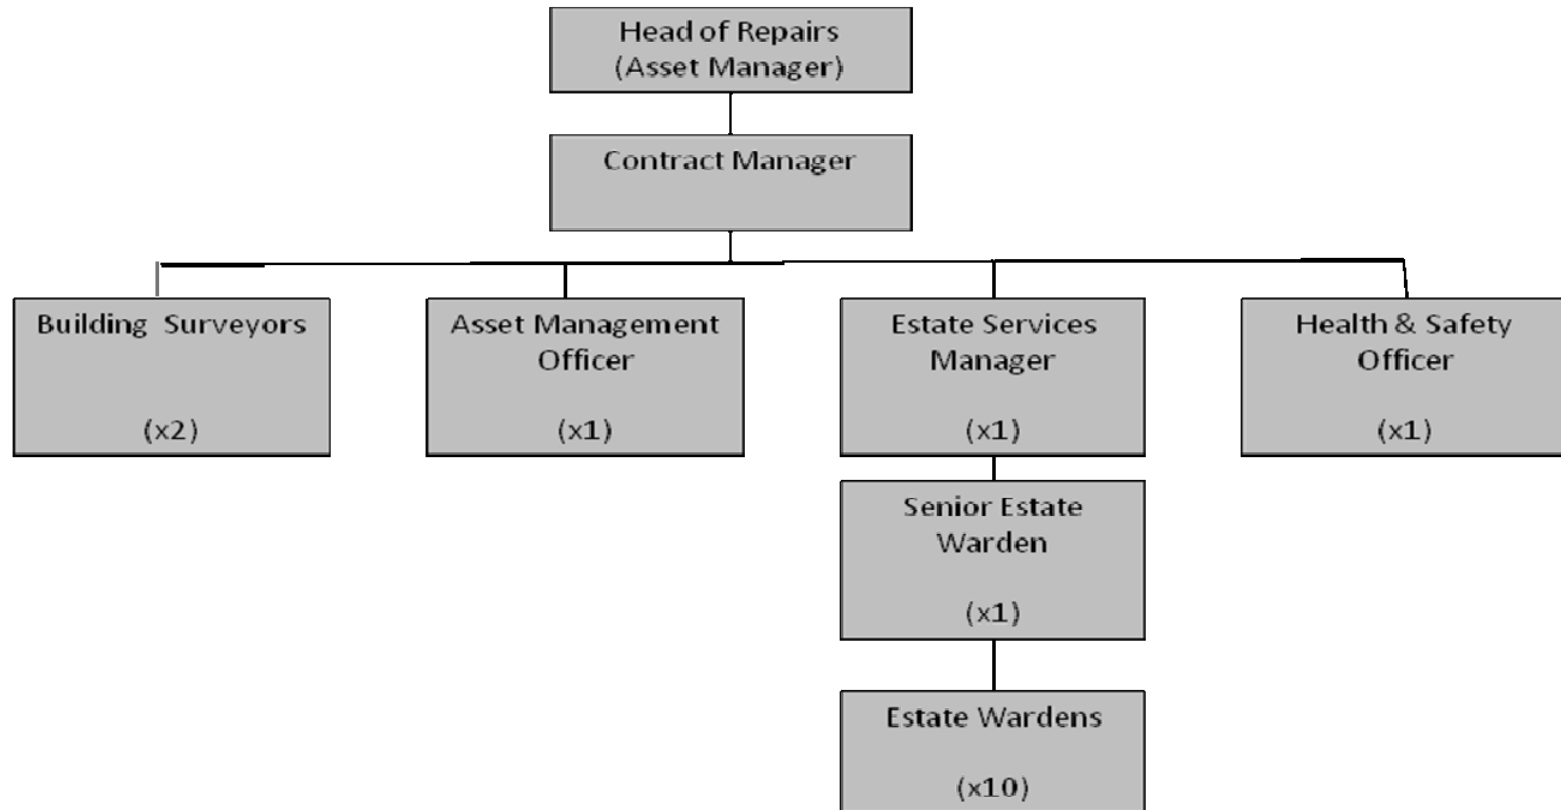 Head of Repairs
(Asset Manager)
Contract Manager
Building Surveyors
(x2)
Asset Management
Officer
(x1)
Estate Services
Manager
(x1)
Health & Safety
Officer
(x1)
Senior Estate
Warden
(x1)
Estate Wardens
(x10)